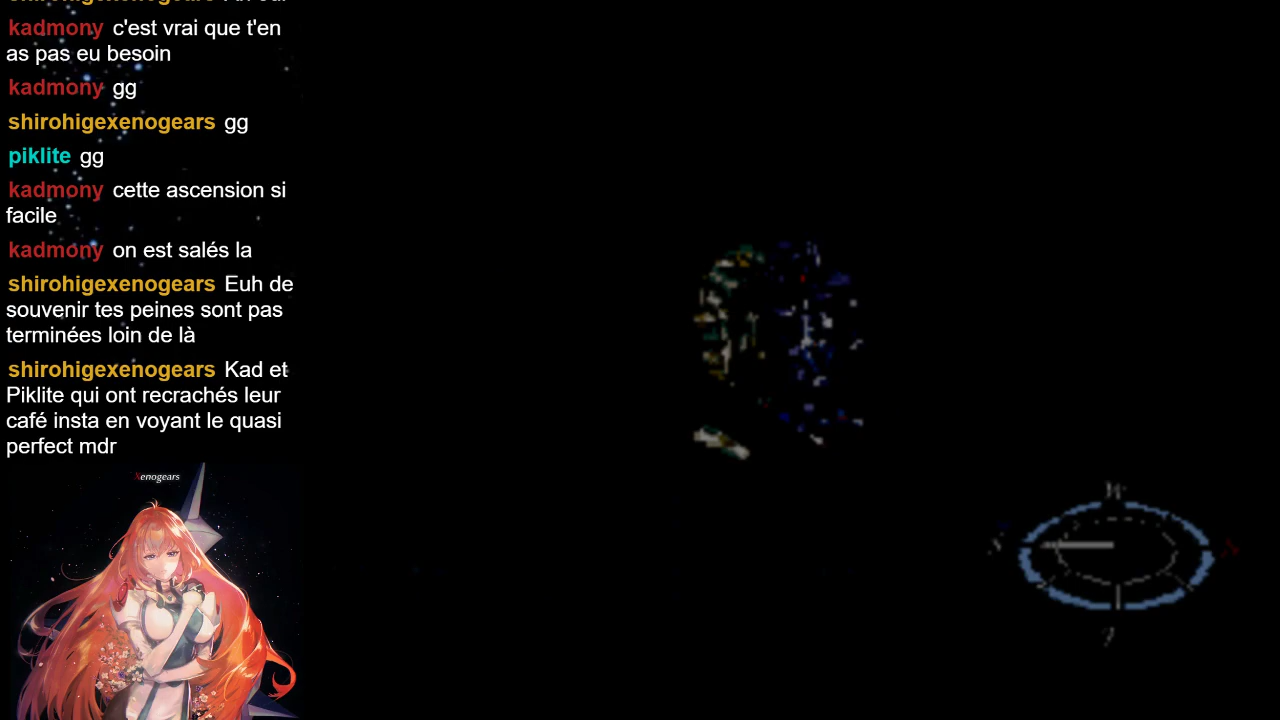 kadmony c'est vrai que t'en
as pas eu besoin
kadmony gg
shirohigexenogears gg
piklite gg
kadmony cette ascension si
facile
kadmony on est salés la
shirohigexenogears Euh de
souvenir tes peines sont pas
terminées loin de là
shirohigexenogears Kad et
Piklite qui ont recrachés leur
café insta en voyant le quasi
perfect mdr
Xenogears